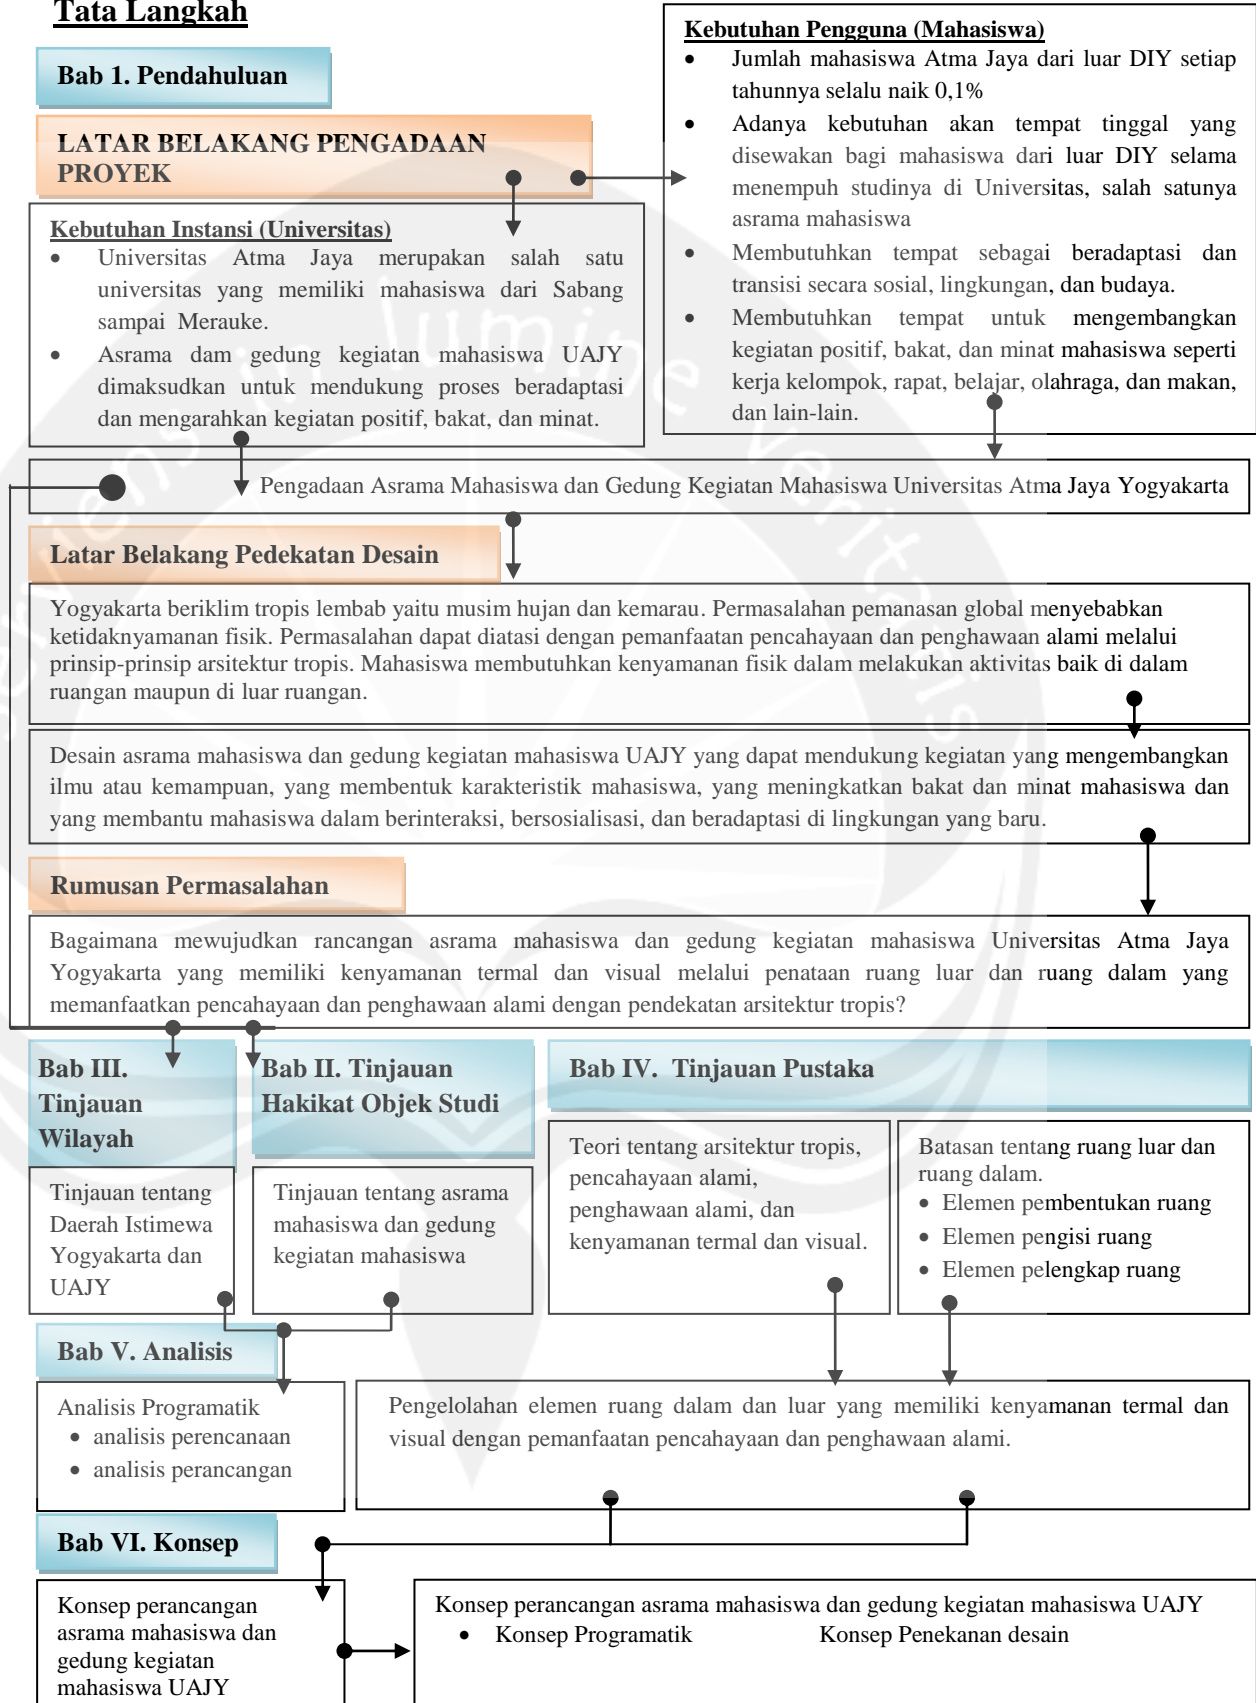 Tata Langkah
Bab 1. Pendahuluan
LATAR BELAKANG PENGADAAN
PROYEK
Kebutuhan Instansi (Universitas)
• Universitas Atma Jaya merupakan salah satu
universitas yang memiliki mahasiswa dari Sabang
sampai Merauke.
• Asrama dam gedung kegiatan mahasiswa UAJY
dimaksudkan untuk mendukung proses beradaptasi
dan mengarahkan kegiatan positif, bakat, dan minat.
Kebutuhan Pengguna (Mahasiswa)
• Jumlah mahasiswa Atma Jaya dari luar DIY setiap
tahunnya selalu naik 0,1%
• Adanya kebutuhan akan tempat tinggal yang
disewakan bagi mahasiswa dari luar DIY selama
menempuh studinya di Universitas, salah satunya
asrama mahasiswa
• Membutuhkan tempat sebagai beradaptasi dan
transisi secara sosial, lingkungan, dan budaya.
• Membutuhkan tempat untuk mengembangkan
kegiatan positif, bakat, dan minat mahasiswa seperti
kerja kelompok, rapat, belajar, olahraga, dan makan,
dan lain-lain.
Pengadaan Asrama Mahasiswa dan Gedung Kegiatan Mahasiswa Universitas Atma Jaya Yogyakarta
Latar Belakang Pedekatan Desain
Yogyakarta beriklim tropis lembab yaitu musim hujan dan kemarau. Permasalahan pemanasan global menyebabkan
ketidaknyamanan fisik. Permasalahan dapat diatasi dengan pemanfaatan pencahayaan dan penghawaan alami melalui
prinsip-prinsip arsitektur tropis. Mahasiswa membutuhkan kenyamanan fisik dalam melakukan aktivitas baik di dalam
ruangan maupun di luar ruangan.
Desain asrama mahasiswa dan gedung kegiatan mahasiswa UAJY yang dapat mendukung kegiatan yang mengembangkan
ilmu atau kemampuan, yang membentuk karakteristik mahasiswa, yang meningkatkan bakat dan minat mahasiswa dan
yang membantu mahasiswa dalam berinteraksi, bersosialisasi, dan beradaptasi di lingkungan yang baru.
Rumusan Permasalahan
Bagaimana mewujudkan rancangan asrama mahasiswa dan gedung kegiatan mahasiswa Universitas Atma Jaya
Yogyakarta yang memiliki kenyamanan termal dan visual melalui penataan ruang luar dan ruang dalam yang
memanfaatkan pencahayaan dan penghawaan alami dengan pendekatan arsitektur tropis?
Bab III.
Tinjauan
Wilayah
Tinjauan tentang
Daerah Istimewa
Yogyakarta dan
UAJY
Bab II. Tinjauan
Hakikat Objek Studi
Tinjauan tentang asrama
mahasiswa dan gedung
kegiatan mahasiswa
Bab IV. Tinjauan Pustaka
Teori tentang arsitektur tropis,
pencahayaan alami,
penghawaan alami, dan
kenyamanan termal dan visual.
Batasan tentang ruang luar dan
ruang dalam.
• Elemen pembentukan ruang
• Elemen pengisi ruang
• Elemen pelengkap ruang
Bab V. Analisis
Analisis Programatik
• analisis perencanaan
• analisis perancangan
Pengelolahan elemen ruang dalam dan luar yang memiliki kenyamanan termal dan
visual dengan pemanfaatan pencahayaan dan penghawaan alami.
Bab VI. Konsep
Konsep perancangan
asrama mahasiswa dan
gedung kegiatan
mahasiswa UAJY
Konsep perancangan asrama mahasiswa dan gedung kegiatan mahasiswa UAJY
• Konsep Programatik Konsep Penekanan desain
serviens in lumine veritatis